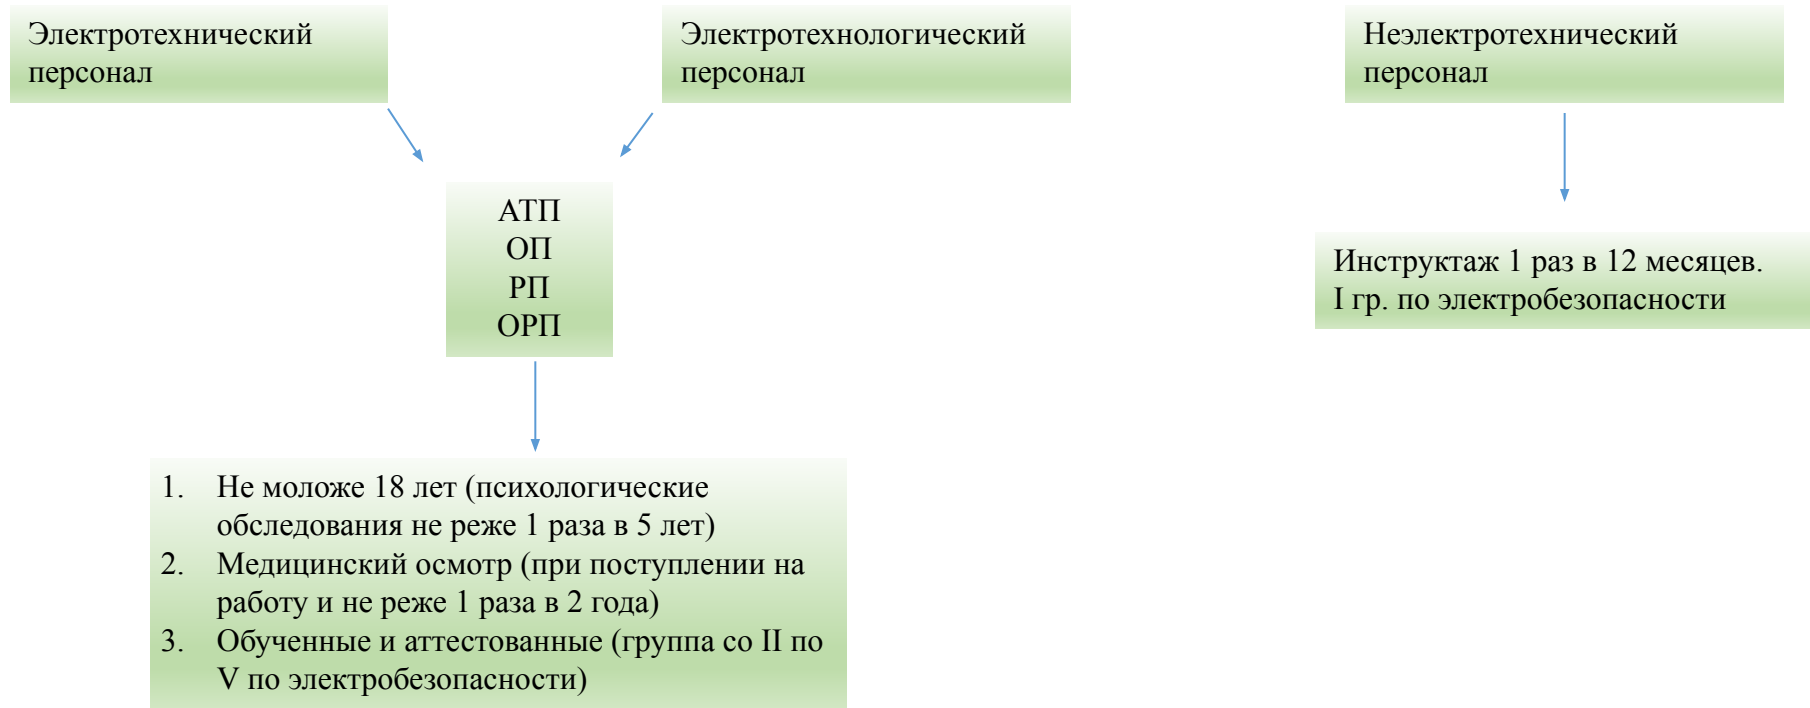 Электротехнический
персонал
Электротехнологический
персонал
Неэлектротехнический
персонал
АТП
ОП
РП
ОРП
Инструктаж 1 раз в 12 месяцев.
I гр. по электробезопасности
1. Не моложе 18 лет (психологические
обследования не реже 1 раза в 5 лет)
2. Медицинский осмотр (при поступлении на
работу и не реже 1 раза в 2 года)
3. Обученные и аттестованные (группа со II по
V по электробезопасности)